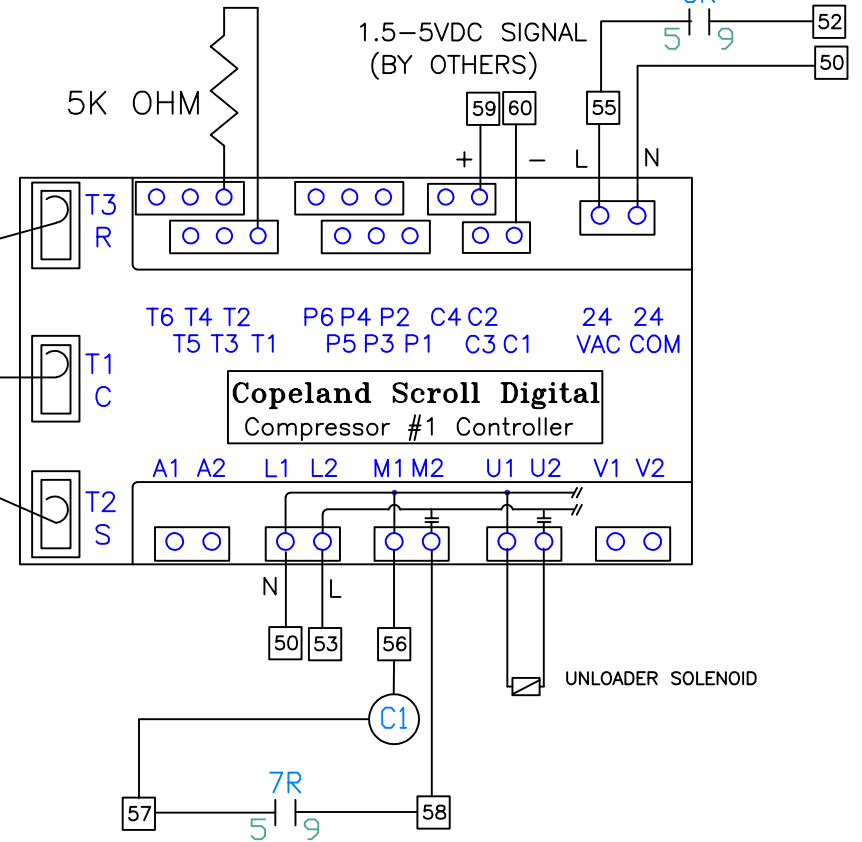 5 9
52
50
1.5-5VDC SIGNAL
(BY OTHERS)
5K OHM
59 60 55
+ - L N
T3
R
T6 T4 T2 P6 P4 P2 C4 C2 24 24
T5 T3 T1 P5 P3 P1 C3 C1 VAC COM
T1
C
Copeland Scroll Digital
Compressor #1 Controller
A1 A2 L1 L2 M1 M2 U1 U2 V1 V2
T2
S
N L
50 53 56
UNLOADER SOLENOID
C1
7R
57 58
5 9